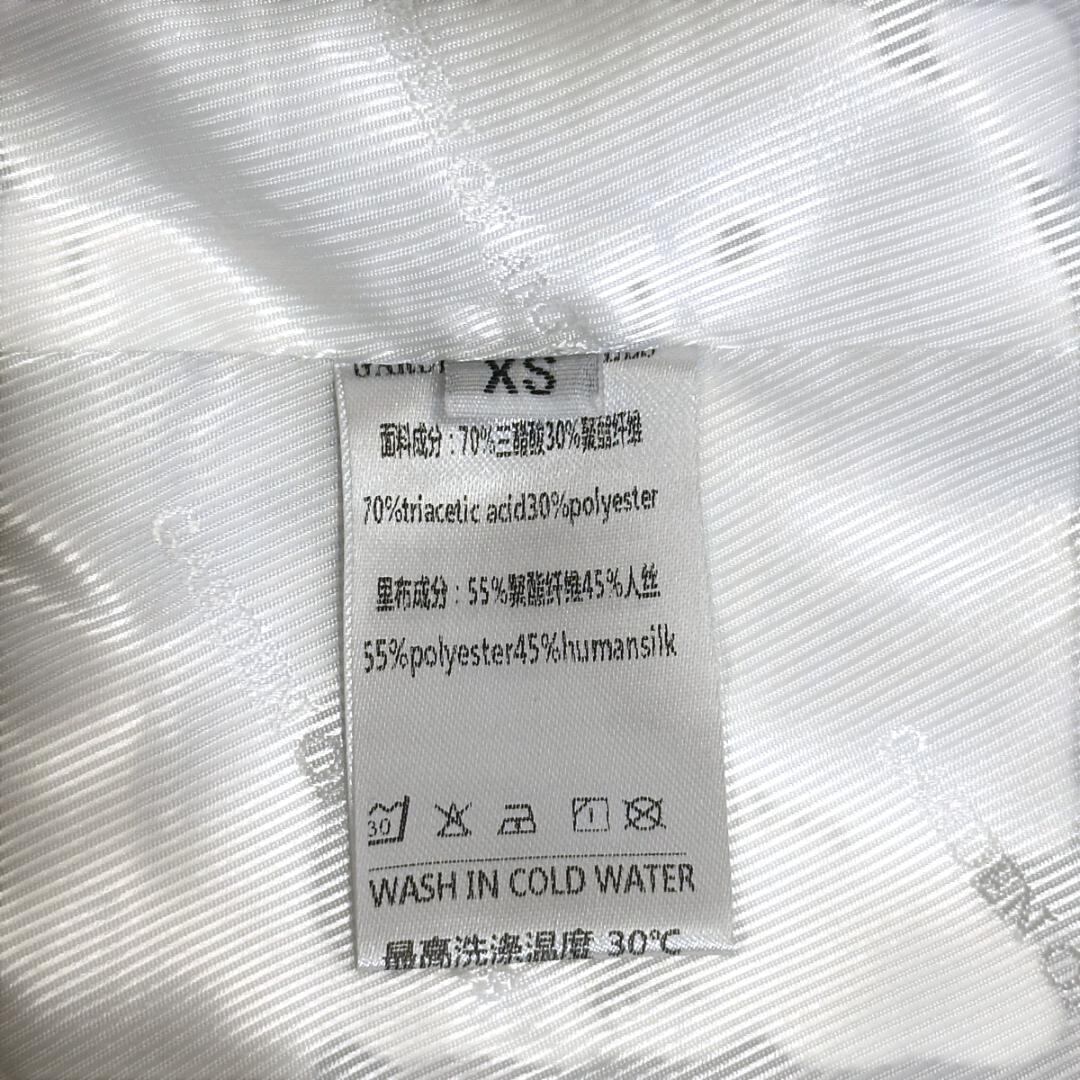 XS
面料成分:70%三醋酸30%聚酯纤维
70%triacetic acid30%polyester
里布成分:55%聚酯纤维45%人丝
55%polyester45%humansilk
30
WASH IN COLD WATER
最高洗涤温度 30℃